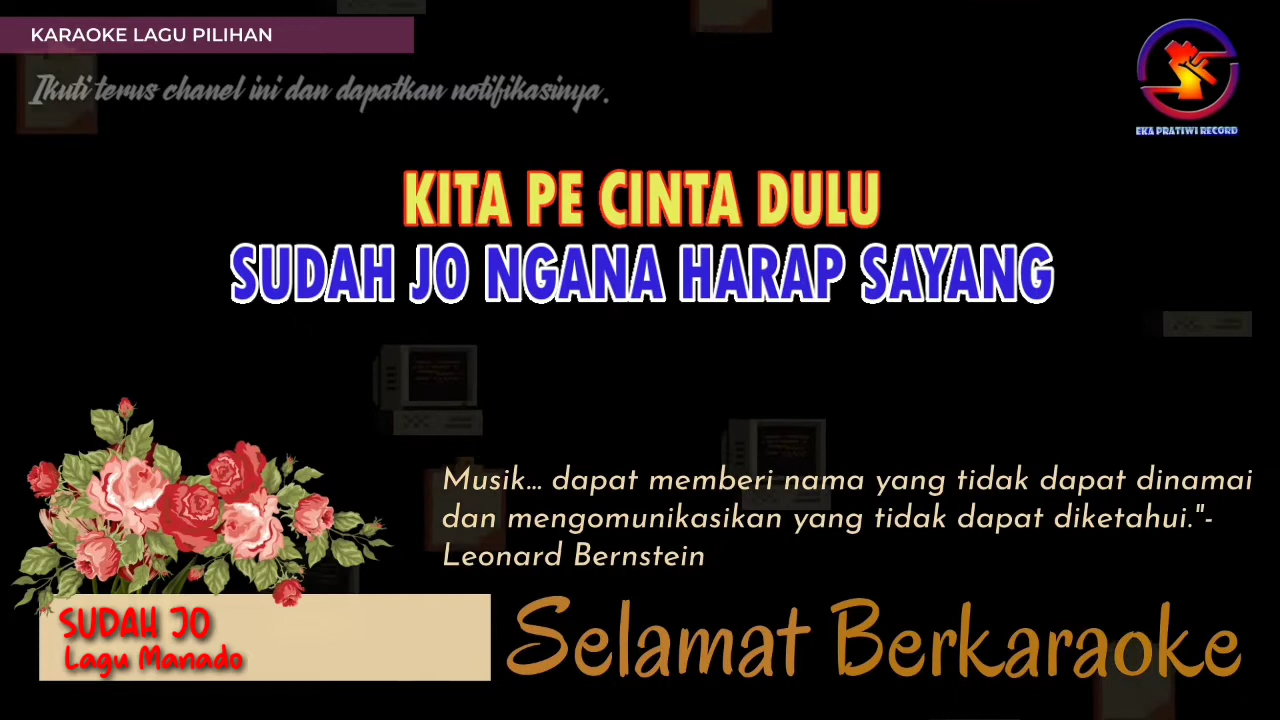 KARAOKE LAGU PILIHAN
Ikuti terus chanel ini dan dapatkan notifikasinya.
EKA PRATIWI RECORD
KITA PE CINTA DULU
SUDAH JO NGANA HARAP SAYANG
Musik... dapat memberi nama yang tidak dapat dinamai
dan mengomunikasikan yang tidak dapat diketahui."-
Leonard Bernstein
SUDAH JO
Lagu Manado
Selamat Berkaraoke